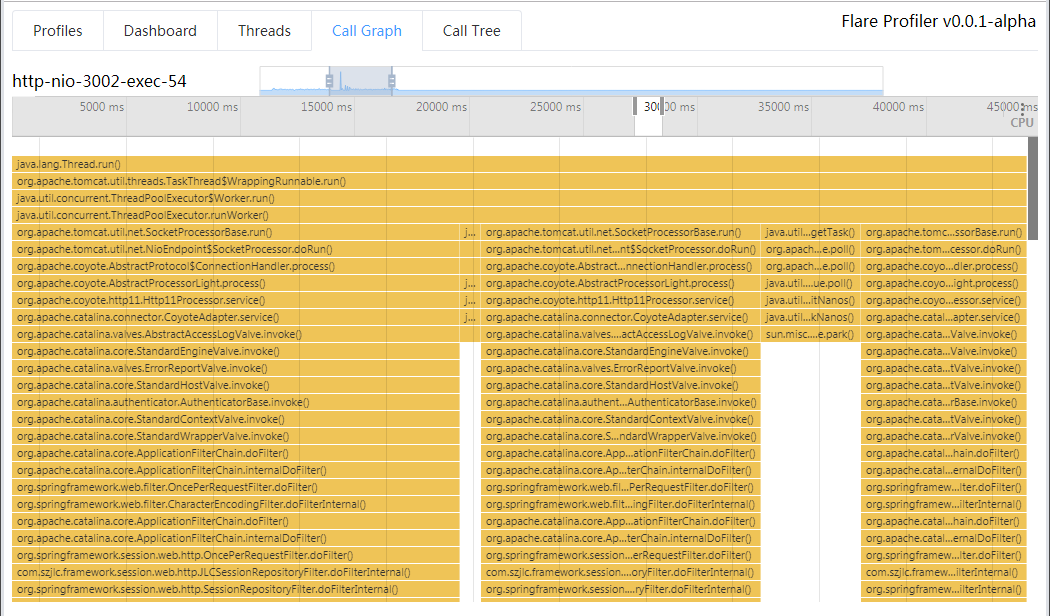 Profiles Dashboard Threads Call Graph Call Tree Flare Profiler v0.0.1-alpha
http-nio-3002-exec-54
5000 ms 10000 ms 15000 ms 20000 ms 25000 ms 30000 ms 35000 ms 40000 ms 45000 ms
CPU
java.lang.Thread.run()
org.apache.tomcat.util.threads.TaskThread$WrappingRunnable.run()
java.util.concurrent.ThreadPoolExecutor$Worker.run()
java.util.concurrent.ThreadPoolExecutor.runWorker()
org.apache.tomcat.util.net.SocketProcessorBase.run() j... org.apache.tomcat.util.net.SocketProcessorBase.run() java.util....getTask() org.apache.tomc...ssorBase.run()
org.apache.tomcat.util.net.NioEndpoint$SocketProcessor.doRun() org.apache.tomcat.util.net...nt$SocketProcessor.doRun() org.apach...e.poll() org.apache.tom...cessor.doRun()
org.apache.coyote.AbstractProtocol$ConnectionHandler.process() org.apache.coyote.Abstract...nnectionHandler.process() org.apach...e.poll() org.apache.coyo...dler.process()
org.apache.coyote.AbstractProcessorLight.process() j... org.apache.coyote.AbstractProcessorLight.process() java.util....ue.poll() org.apache.coyo...ight.process()
org.apache.coyote.http11.Http11Processor.service() j... org.apache.coyote.http11.Http11Processor.service() java.util...itNanos() org.apache.coyo...essor.service()
org.apache.catalina.connector.CoyoteAdapter.service() j... org.apache.catalina.connector.CoyoteAdapter.service() java.util...kNanos() org.apache.catal...apter.service()
org.apache.catalina.valves.AbstractAccessLogValve.invoke() org.apache.catalina.valves....actAccessLogValve.invoke() sun.misc....e.park() org.apache.cata...Valve.invoke()
org.apache.catalina.core.StandardEngineValve.invoke() org.apache.catalina.core.StandardEngineValve.invoke() org.apache.cata...Valve.invoke()
org.apache.catalina.valves.ErrorReportValve.invoke() org.apache.catalina.valves.ErrorReportValve.invoke() org.apache.cata...tValve.invoke()
org.apache.catalina.core.StandardHostValve.invoke() org.apache.catalina.core.StandardHostValve.invoke() org.apache.cata...tValve.invoke()
org.apache.catalina.authenticator.AuthenticatorBase.invoke() org.apache.catalina.authent...AuthenticatorBase.invoke() org.apache.cata...rBase.invoke()
org.apache.catalina.core.StandardContextValve.invoke() org.apache.catalina.core.StandardContextValve.invoke() org.apache.cata...tValve.invoke()
org.apache.catalina.core.StandardWrapperValve.invoke() org.apache.catalina.core.S...ndardWrapperValve.invoke() org.apache.cata...rValve.invoke()
org.apache.catalina.core.ApplicationFilterChain.doFilter() org.apache.catalina.core.App...ationFilterChain.doFilter() org.apache.catal...hain.doFilter()
org.apache.catalina.core.ApplicationFilterChain.internalDoFilter() org.apache.catalina.core.Ap...terChain.internalDoFilter() org.apache.catal...ernalDoFilter()
org.springframework.web.filter.OncePerRequestFilter.doFilter() org.springframework.web.fil...PerRequestFilter.doFilter() org.springframew...ilter.doFilter()
org.springframework.web.filter.CharacterEncodingFilter.doFilterInternal() org.springframework.web.filt...ingFilter.doFilterInternal() org.springframew...ilterInternal()
org.apache.catalina.core.ApplicationFilterChain.doFilter() org.apache.catalina.core.App...ationFilterChain.doFilter() org.apache.catal...hain.doFilter()
org.apache.catalina.core.ApplicationFilterChain.internalDoFilter() org.apache.catalina.core.Ap...terChain.internalDoFilter() org.apache.catal...ernalDoFilter()
org.springframework.session.web.http.OncePerRequestFilter.doFilter() org.springframework.session...erRequestFilter.doFilter() org.springframew...ilter.doFilter()
com.szjlc.framework.session.web.http.JLCSessionRepositoryFilter.doFilterInternal() com.szjlc.framework.session....oryFilter.doFilterInternal() com.szjlc.framew...ilterInternal()
org.springframework.session.web.http.SessionRepositoryFilter.doFilterInternal() org.springframework.session...ryFilter.doFilterInternal() org.springframew...ilterInternal()